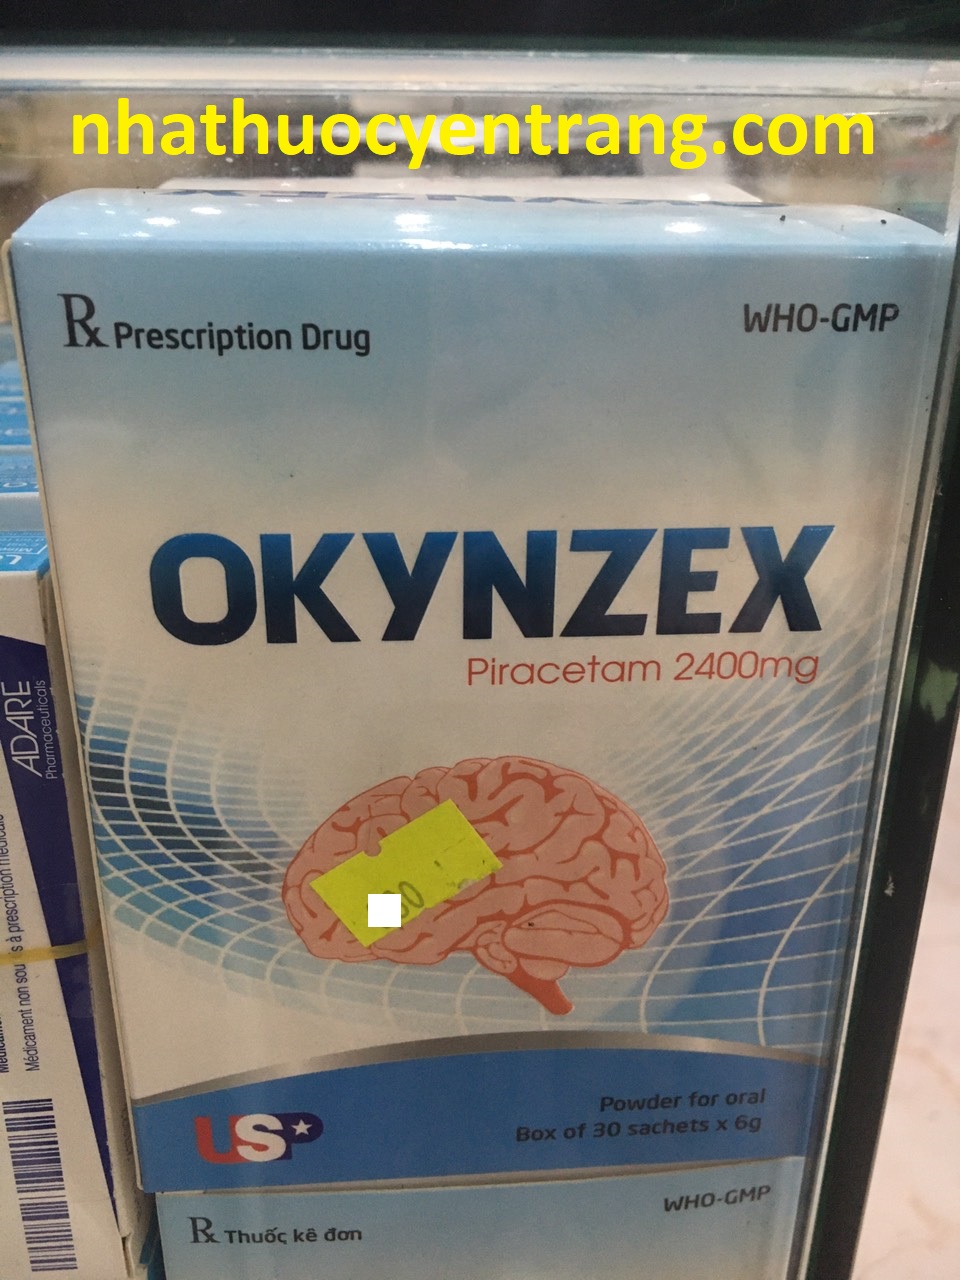 nhathuocyentrang.com
Rx Prescription Drug
WHO-GMP
OKYNZEX
Piracetam 2400mg
USP
Powder for oral
Box of 30 sachets x 6g
WHO-GMP
Rx Thuốc kê đơn
ADARE
Pharmaceuticals
Médicament non
à prescription médicale